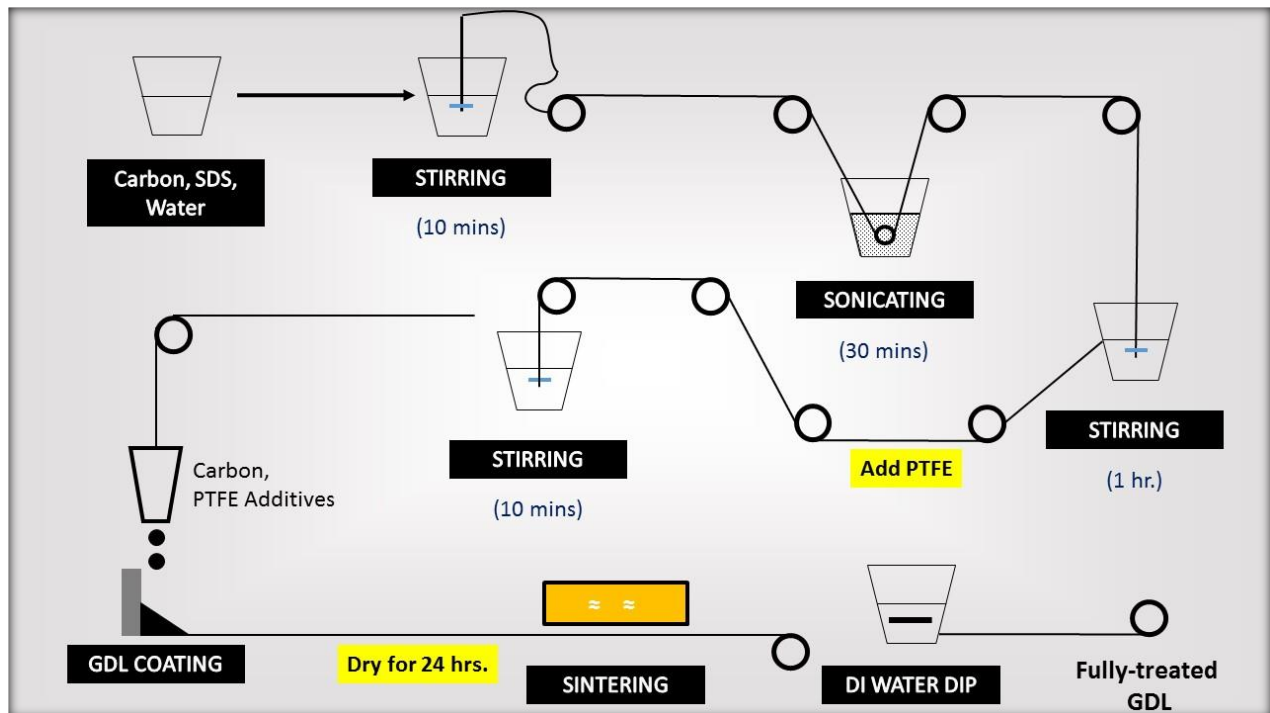 Carbon, SDS,
Water
STIRRING
(10 mins)
SONICATING
(30 mins)
STIRRING
(1 hr.)
Add PTFE
STIRRING
(10 mins)
Carbon,
PTFE Additives
GDL COATING
Dry for 24 hrs.
≈ ≈
SINTERING
DI WATER DIP
Fully-treated
GDL